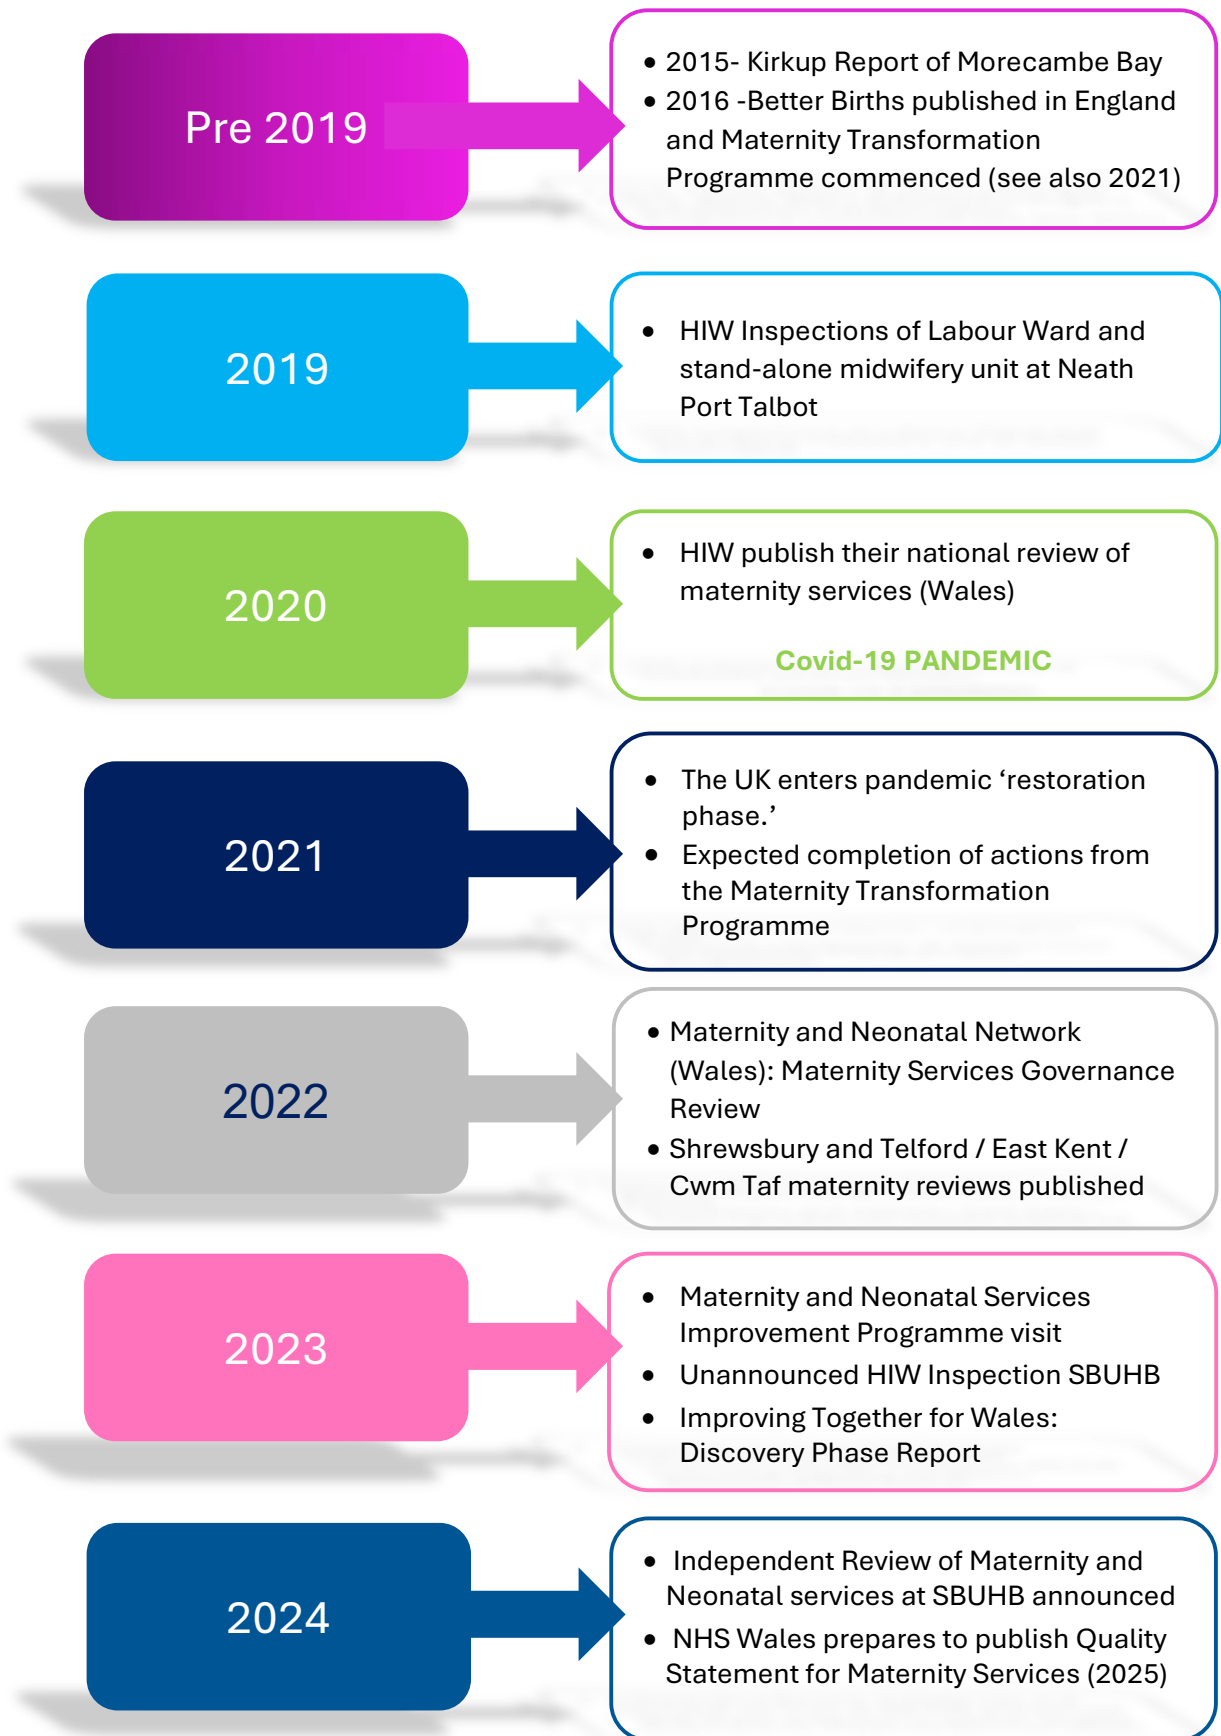 Pre 2019
• 2015- Kirkup Report of Morecambe Bay
• 2016 -Better Births published in England
and Maternity Transformation
Programme commenced (see also 2021)
2019
• HIW Inspections of Labour Ward and
stand-alone midwifery unit at Neath
Port Talbot
2020
• HIW publish their national review of
maternity services (Wales)
Covid-19 PANDEMIC
2021
• The UK enters pandemic ‘restoration
phase.’
• Expected completion of actions from
the Maternity Transformation
Programme
2022
• Maternity and Neonatal Network
(Wales): Maternity Services Governance
Review
• Shrewsbury and Telford / East Kent /
Cwm Taf maternity reviews published
2023
• Maternity and Neonatal Services
Improvement Programme visit
• Unannounced HIW Inspection SBUHB
• Improving Together for Wales:
Discovery Phase Report
2024
• Independent Review of Maternity and
Neonatal services at SBUHB announced
• NHS Wales prepares to publish Quality
Statement for Maternity Services (2025)